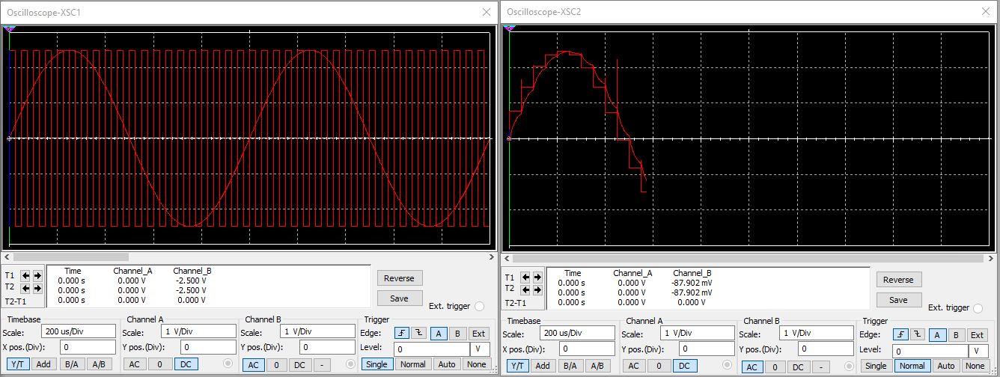 Oscilloscope-XSC1
T1
T2
T2-T1
Time Channel_A Channel_B
0.000 s 0.000 V -2.500 V
0.000 s 0.000 V -2.500 V
0.000 s 0.000 V 0.000 V
Reverse
Save
Ext. trigger
Timebase
Scale: 200 us/Div
X pos.(Div): 0
Y/T Add B/A A/B
Channel A
Scale: 1 V/Div
Y pos.(Div): 0
AC 0 DC
Channel B
Scale: 1 V/Div
Y pos.(Div): 0
AC 0 DC -
Trigger
Edge: A B Ext
Level: 0 V
Single Normal Auto None
Oscilloscope-XSC2
T1
T2
T2-T1
Time Channel_A Channel_B
0.000 s 0.000 V -87.902 mV
0.000 s 0.000 V -87.902 mV
0.000 s 0.000 V 0.000 V
Reverse
Save
Ext. trigger
Timebase
Scale: 200 us/Div
X pos.(Div): 0
Y/T Add B/A A/B
Channel A
Scale: 1 V/Div
Y pos.(Div): 0
AC 0 DC
Channel B
Scale: 1 V/Div
Y pos.(Div): 0
AC 0 DC -
Trigger
Edge: A B Ext
Level: 0 V
Single Normal Auto None